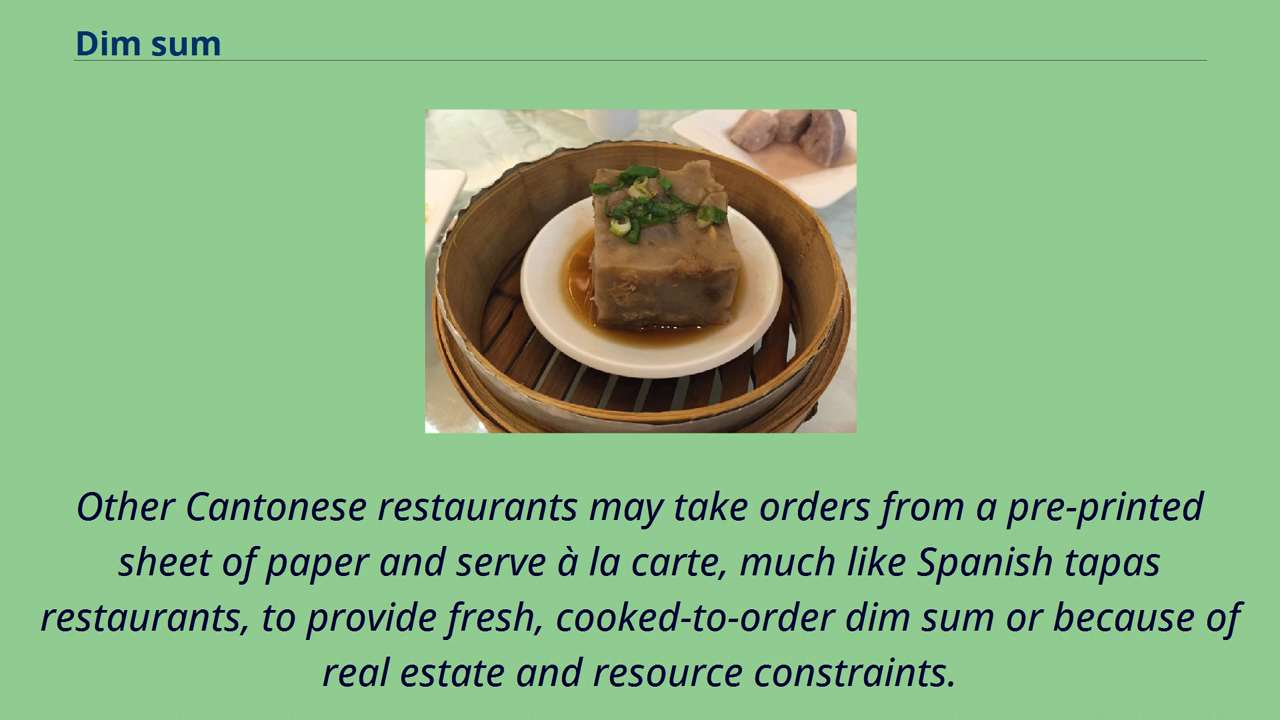 Dim sum
Other Cantonese restaurants may take orders from a pre-printed
sheet of paper and serve à la carte, much like Spanish tapas
restaurants, to provide fresh, cooked-to-order dim sum or because of
real estate and resource constraints.